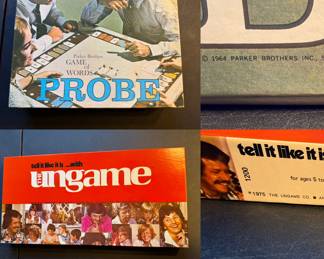 Parker Brothers
GAME
of
WORDS
PROBE
© 1964 PARKER BROTHERS INC.,
tell it like it is ...with
the
ungame
tell it like it is
1200
for ages 5 to
© 1975 THE UNGAME CO. • AN